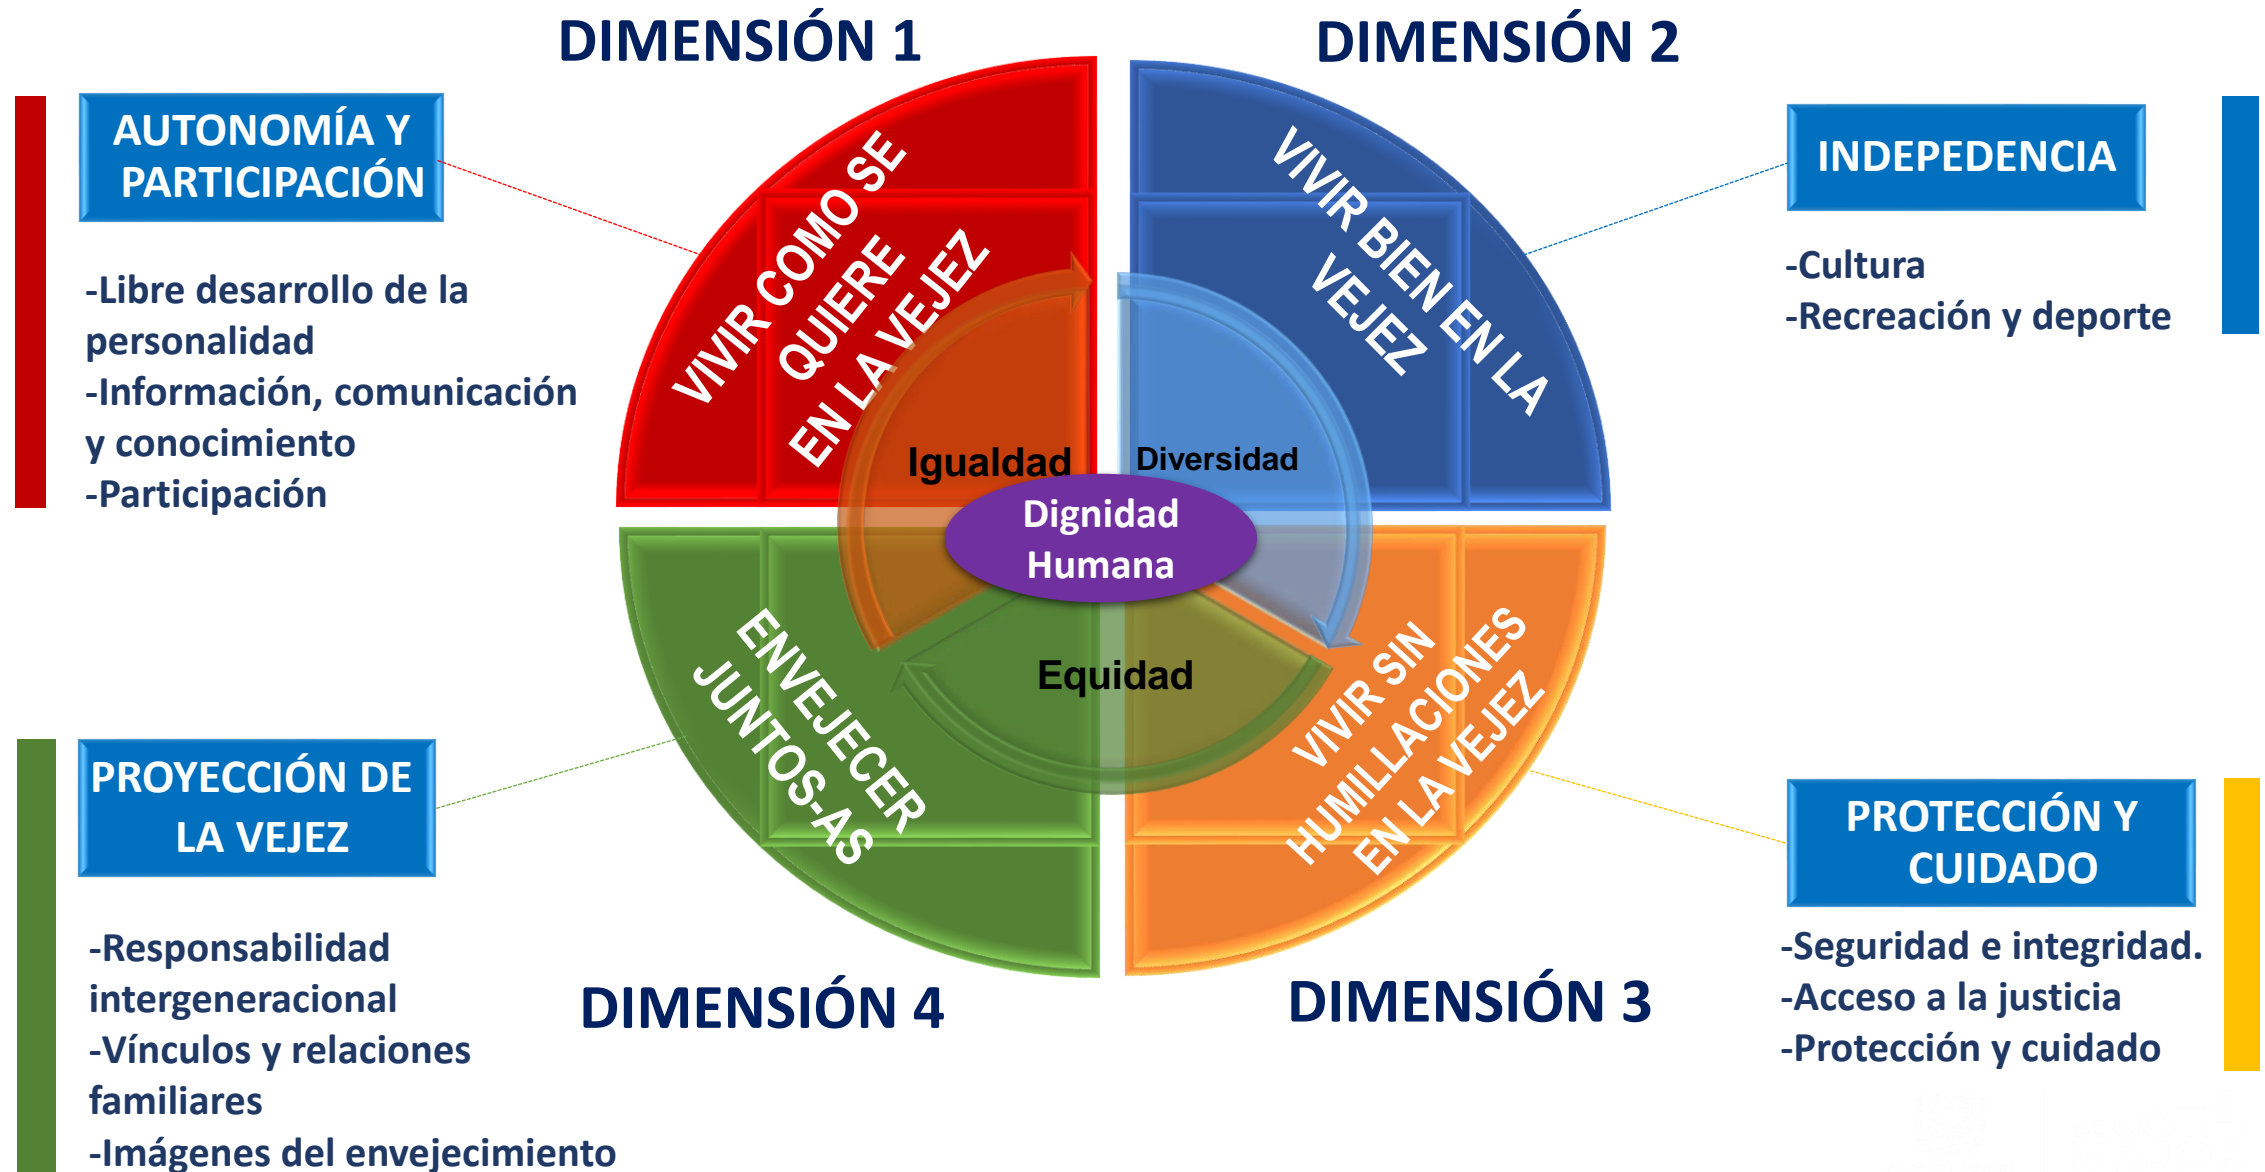 DIMENSIÓN 1
DIMENSIÓN 2
AUTONOMÍA Y
PARTICIPACIÓN
-Libre desarrollo de la
personalidad
-Información, comunicación
y conocimiento
-Participación
VIVIR COMO SE
QUIERE
EN LA VEJEZ
VIVIR BIEN EN LA
VEJEZ
INDEPEDENCIA
-Cultura
-Recreación y deporte
Igualdad
Diversidad
Dignidad
Humana
Equidad
ENVEJECER
JUNTOS-AS
VIVIR SIN
HUMILLACIONES
EN LA VEJEZ
PROYECCIÓN DE
LA VEJEZ
-Responsabilidad
intergeneracional
-Vínculos y relaciones
familiares
-Imágenes del envejecimiento
DIMENSIÓN 4
DIMENSIÓN 3
PROTECCIÓN Y
CUIDADO
-Seguridad e integridad.
-Acceso a la justicia
-Protección y cuidado